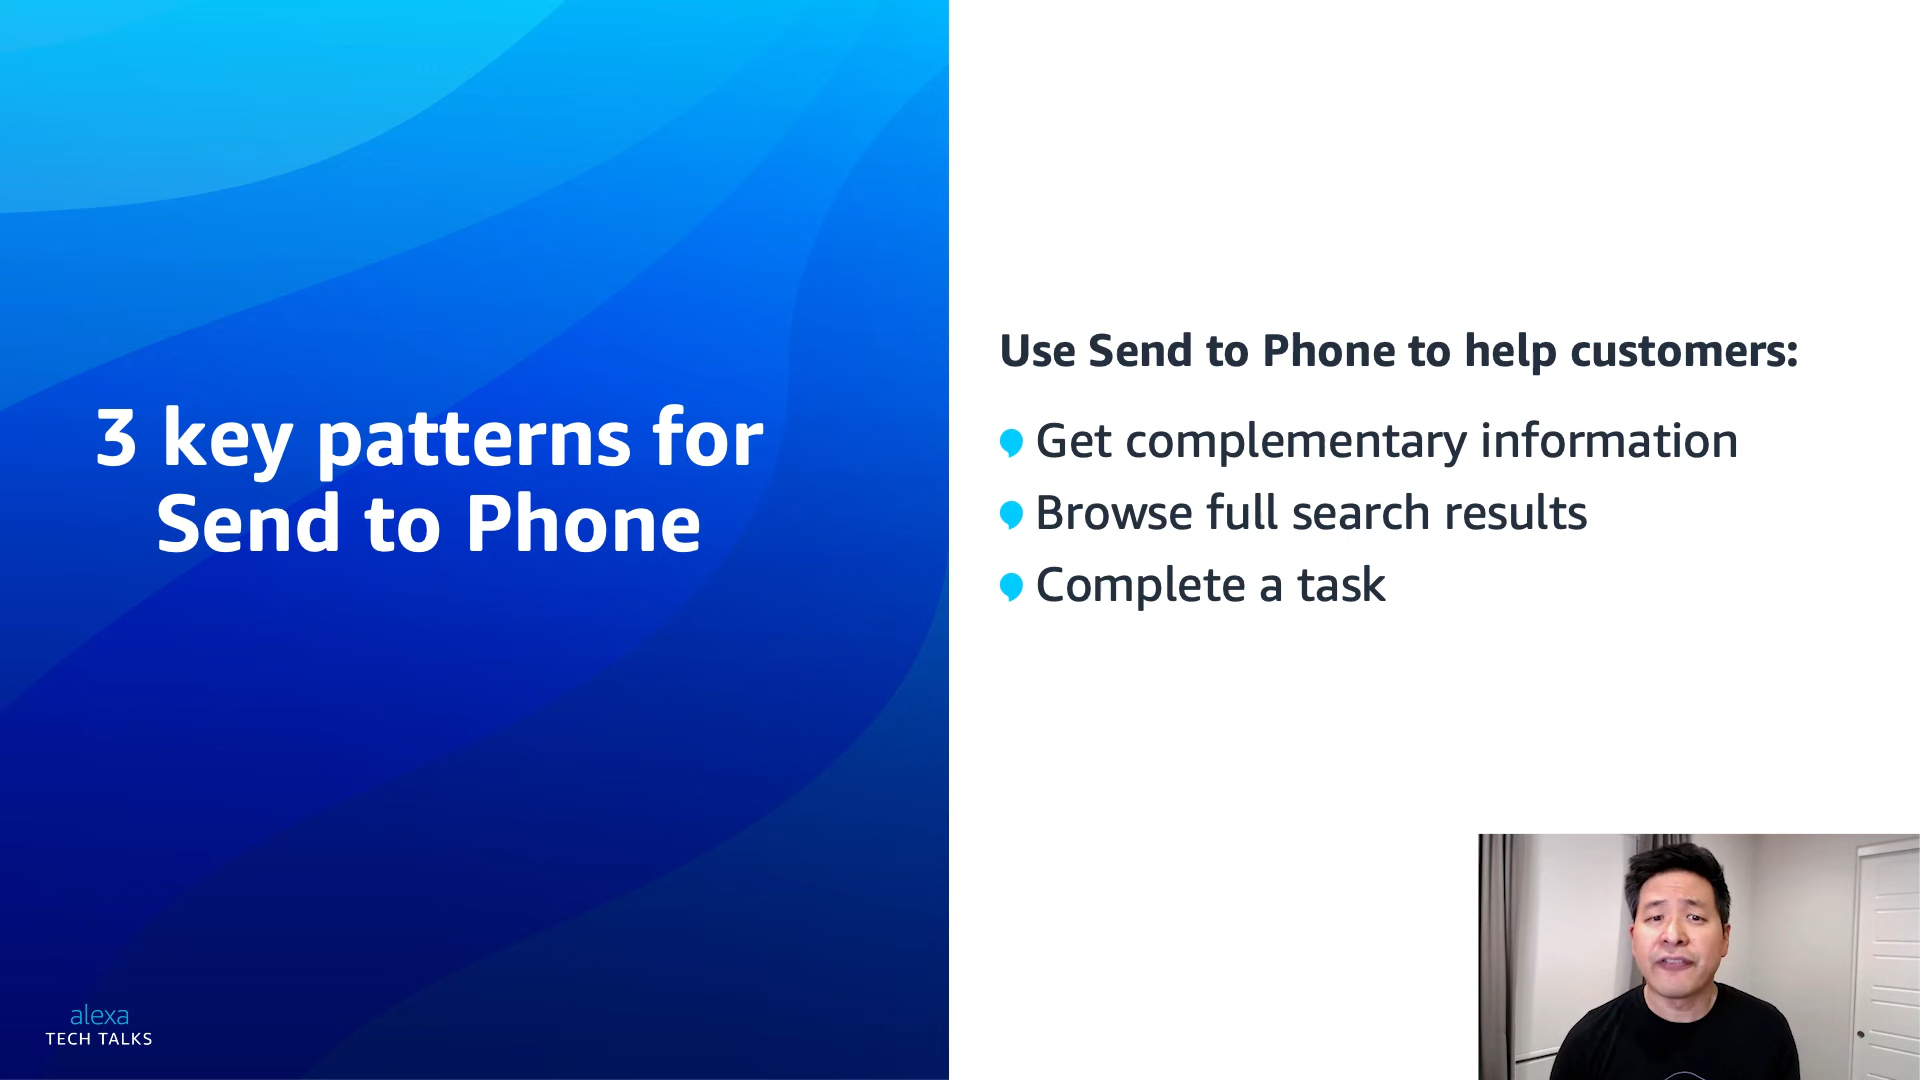 3 key patterns for
Send to Phone
Use Send to Phone to help customers:
Get complementary information
Browse full search results
Complete a task
alexa
TECH TALKS